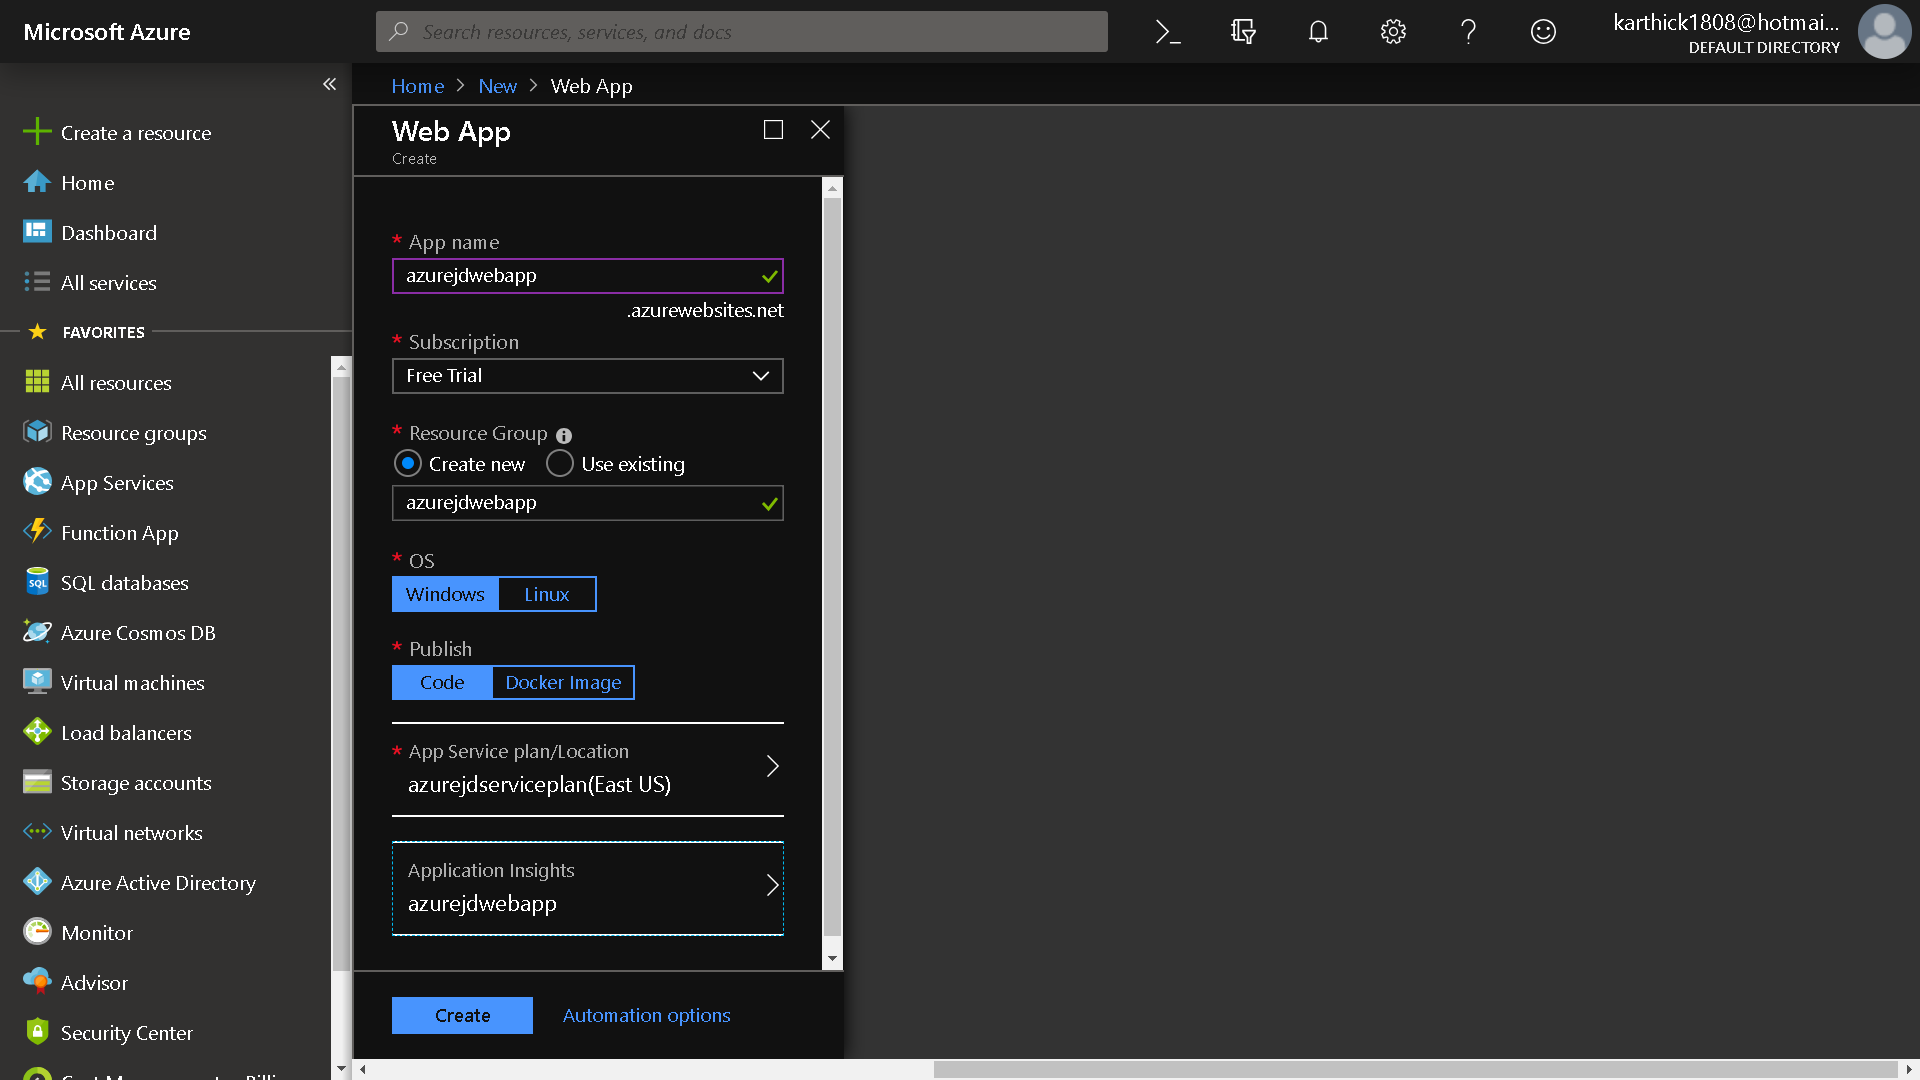 Microsoft Azure
Search resources, services, and docs
karthick1808@hotmai...
DEFAULT DIRECTORY
Home
New
Web App
Create a resource
Home
Dashboard
All services
FAVORITES
All resources
Resource groups
App Services
Function App
SQL databases
Azure Cosmos DB
Virtual machines
Load balancers
Storage accounts
Virtual networks
Azure Active Directory
Monitor
Advisor
Security Center
Web App
Create
* App name
azurejdwebapp
.azurewebsites.net
* Subscription
Free Trial
* Resource Group
Create new Use existing
azurejdwebapp
* OS
Windows Linux
* Publish
Code Docker Image
* App Service plan/Location
azurejdserviceplan(East US)
Application Insights
azurejdwebapp
Create Automation options